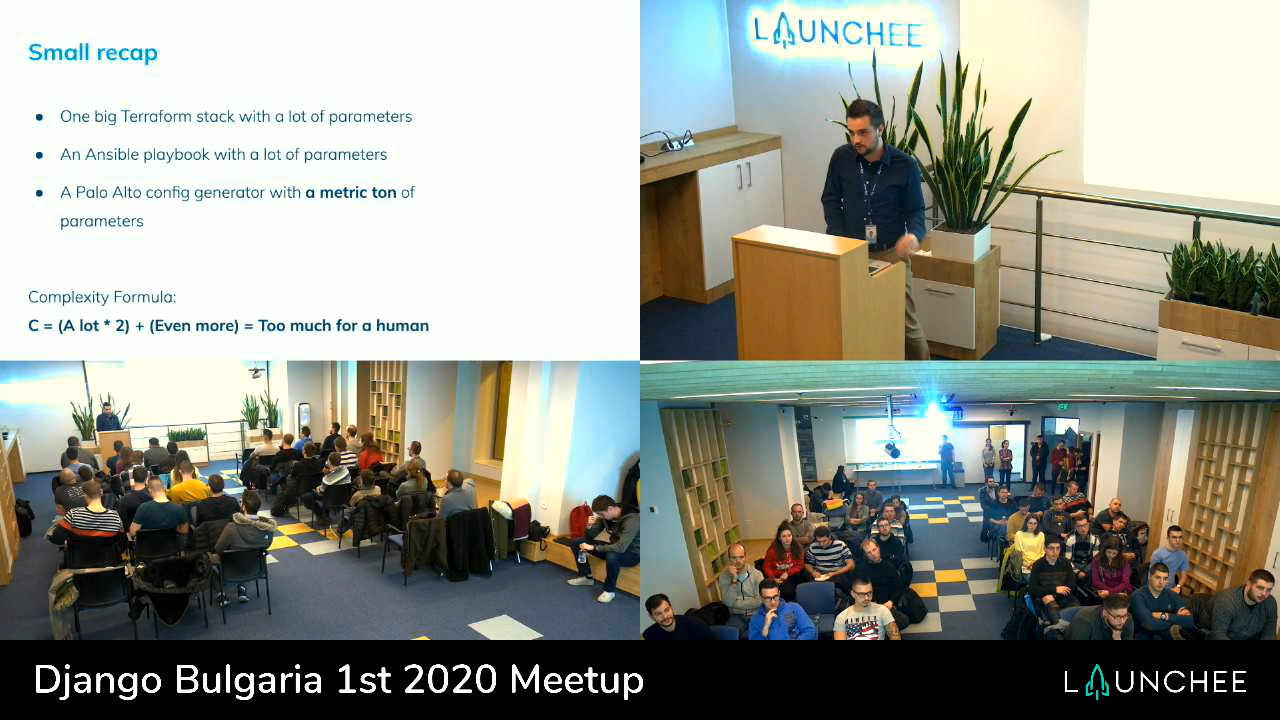 Small recap
• One big Terraform stack with a lot of parameters
• An Ansible playbook with a lot of parameters
• A Palo Alto config generator with a metric ton of
parameters
Complexity Formula:
C = (A lot * 2) + (Even more) = Too much for a human
LAUNCHEE
Django Bulgaria 1st 2020 Meetup
LAUNCHEE